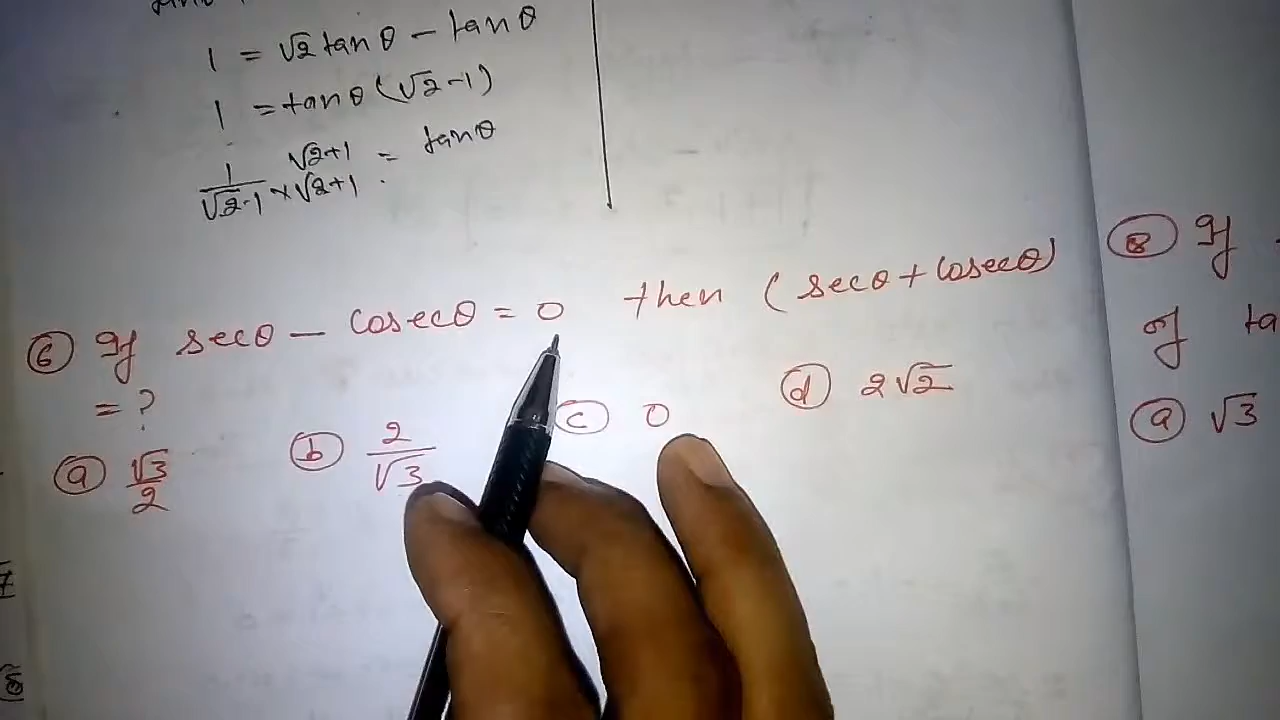 1 = √2 tanθ - tanθ
1 = tanθ (√2-1)
1/(√2-1) × (√2+1)/(√2+1) = tanθ
⑥ If secθ - Cosecθ = 0 then (secθ + Cosecθ)
= ?
ⓐ √3/2 ⓑ 2/√3 ⓒ 0 ⓓ 2√2
⑧ If
of ta
ⓐ √3